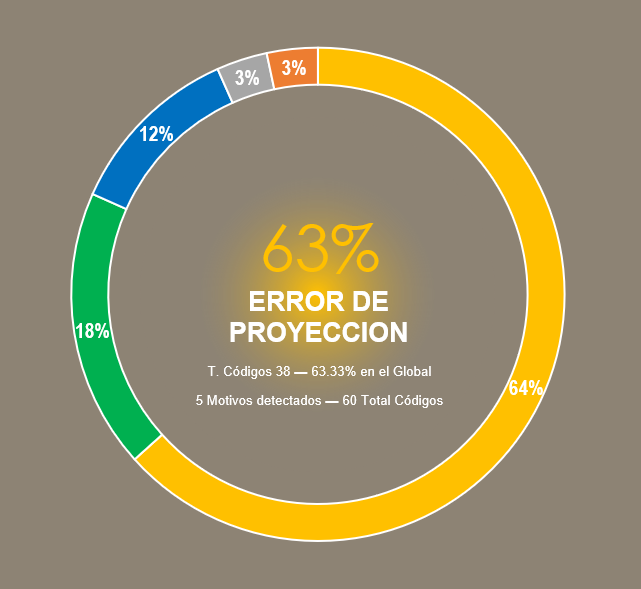 3%
3%
12%
63%
ERROR DE
PROYECCION
18%
T. Códigos 38 — 63.33% en el Global
64%
5 Motivos detectados — 60 Total Códigos